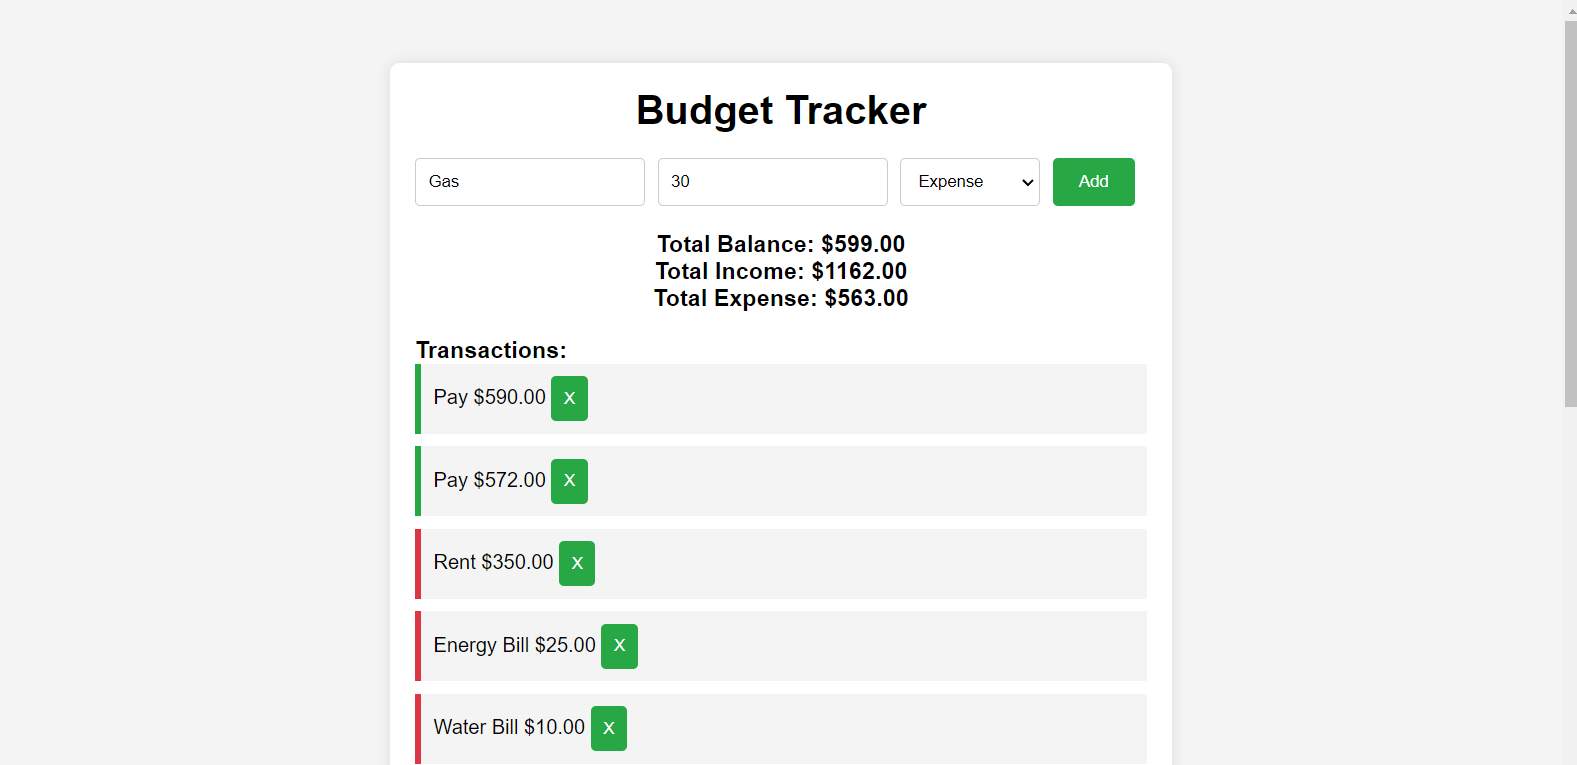 Budget Tracker
Gas 30 Expense Add
Total Balance: $599.00
Total Income: $1162.00
Total Expense: $563.00
Transactions:
Pay $590.00 X
Pay $572.00 X
Rent $350.00 X
Energy Bill $25.00 X
Water Bill $10.00 X